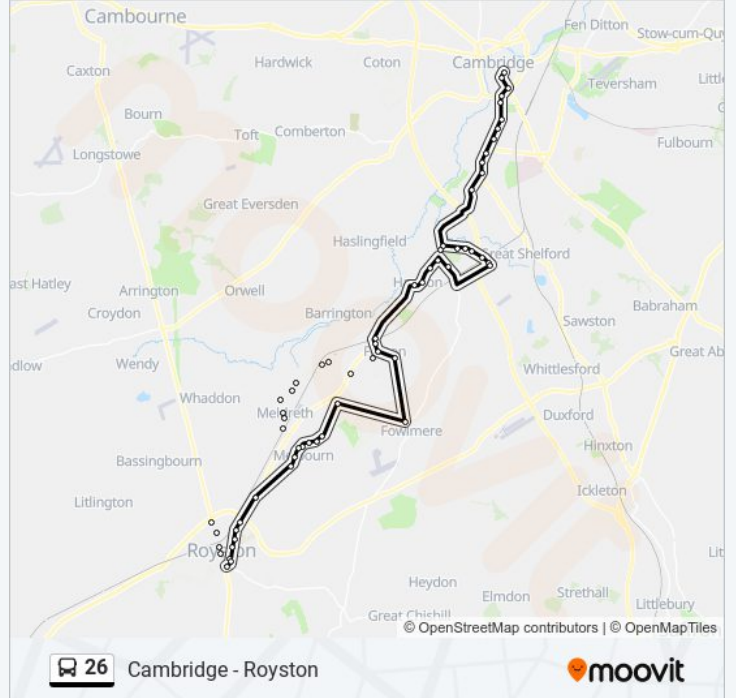 Cambourne
Fen Ditton
Stow-cum-Qu
Hardwick
Coton
Cambridge
Caxton
Teversham
Little
Bourn
Toft
Comberton
Fulbourn
Longstowe
Great Eversden
Haslingfield
Great Shelford
ast Hatley
Arrington
Orwell
Babraham
Croydon
Barrington
Sawston
dlow
Wendy
Great Ab
Whittlesford
Whaddon
Meldreth
Duxford
Fowlmere
Hinxton
Bassingbourn
Melbourn
Ickleton
Litlington
Royston
Lit
Heydon
Elmdon
Strethall
Great Chishill
Littlebury
© OpenStreetMap contributors | © OpenMapTiles
26 Cambridge - Royston
moovit